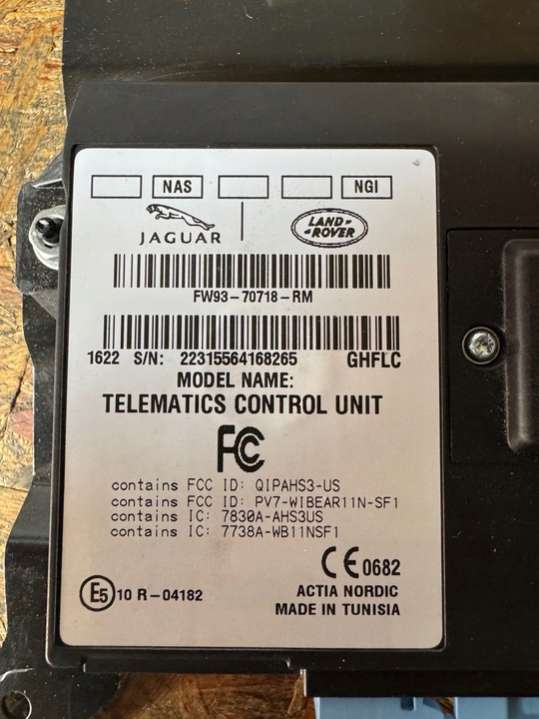 NAS NGI
JAGUAR
LAND-
-ROVER
FW93-70718-RM
1622 S/N: 22315564168265 GHFLC
MODEL NAME:
TELEMATICS CONTROL UNIT
FC
contains FCC ID: QIPAHS3-US
contains FCC ID: PV7-WIBEAR11N-SF1
contains IC: 7830A-AHS3US
contains IC: 7738A-WB11NSF1
CE0682
E5 10 R-04182
ACTIA NORDIC
MADE IN TUNISIA